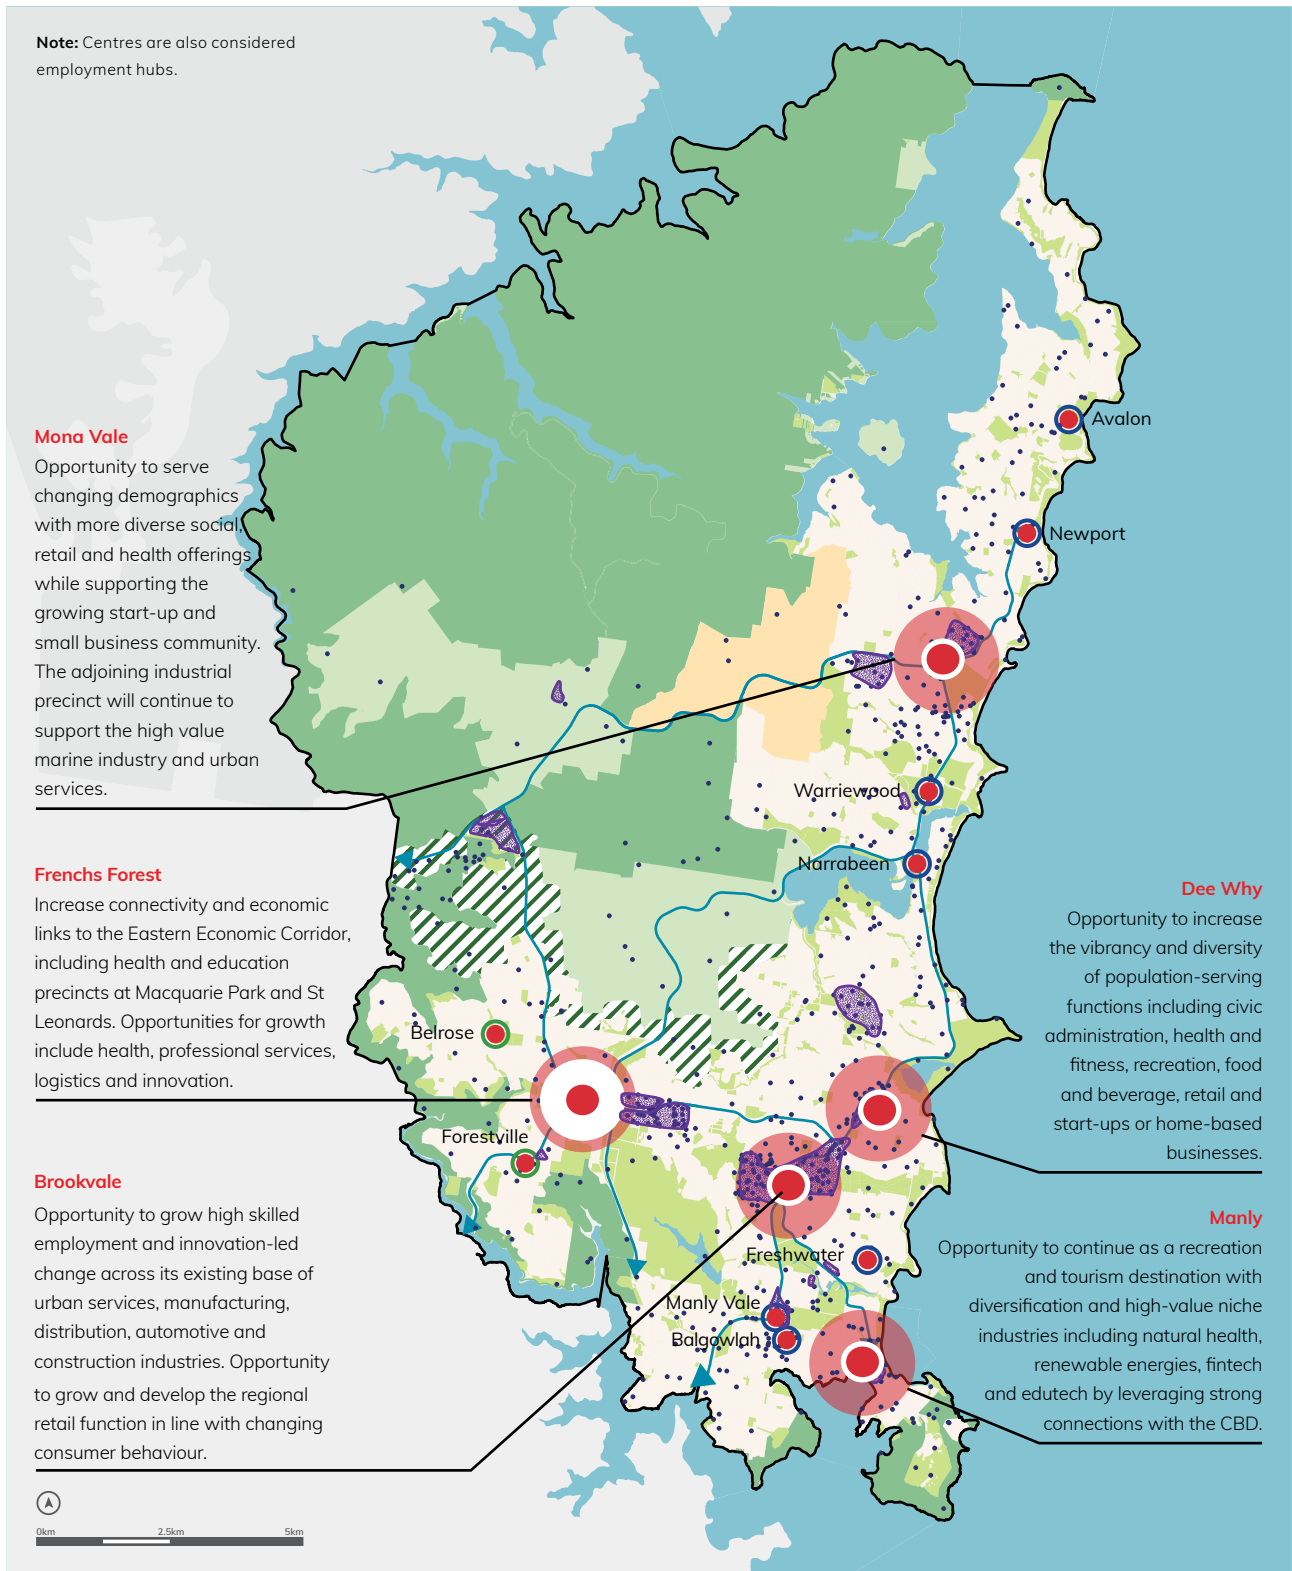 Note: Centres are also considered
employment hubs.
Avalon
Mona Vale
Opportunity to serve
changing demographics
with more diverse social,
retail and health offerings
while supporting the
growing start-up and
small business community.
The adjoining industrial
precinct will continue to
support the high value
marine industry and urban
services.
Newport
Warriewood
Narrabeen
Frenchs Forest
Increase connectivity and economic
links to the Eastern Economic Corridor,
including health and education
precincts at Macquarie Park and St
Leonards. Opportunities for growth
include health, professional services,
logistics and innovation.
Dee Why
Opportunity to increase
the vibrancy and diversity
of population-serving
functions including civic
administration, health and
fitness, recreation, food
and beverage, retail and
start-ups or home-based
businesses.
Belrose
Forestville
Brookvale
Opportunity to grow high skilled
employment and innovation-led
change across its existing base of
urban services, manufacturing,
distribution, automotive and
construction industries. Opportunity
to grow and develop the regional
retail function in line with changing
consumer behaviour.
Manly
Opportunity to continue as a recreation
and tourism destination with
diversification and high-value niche
industries including natural health,
renewable energies, fintech
and edutech by leveraging strong
connections with the CBD.
Freshwater
Manly Vale
Balgowlah
0km 2.5km 5km